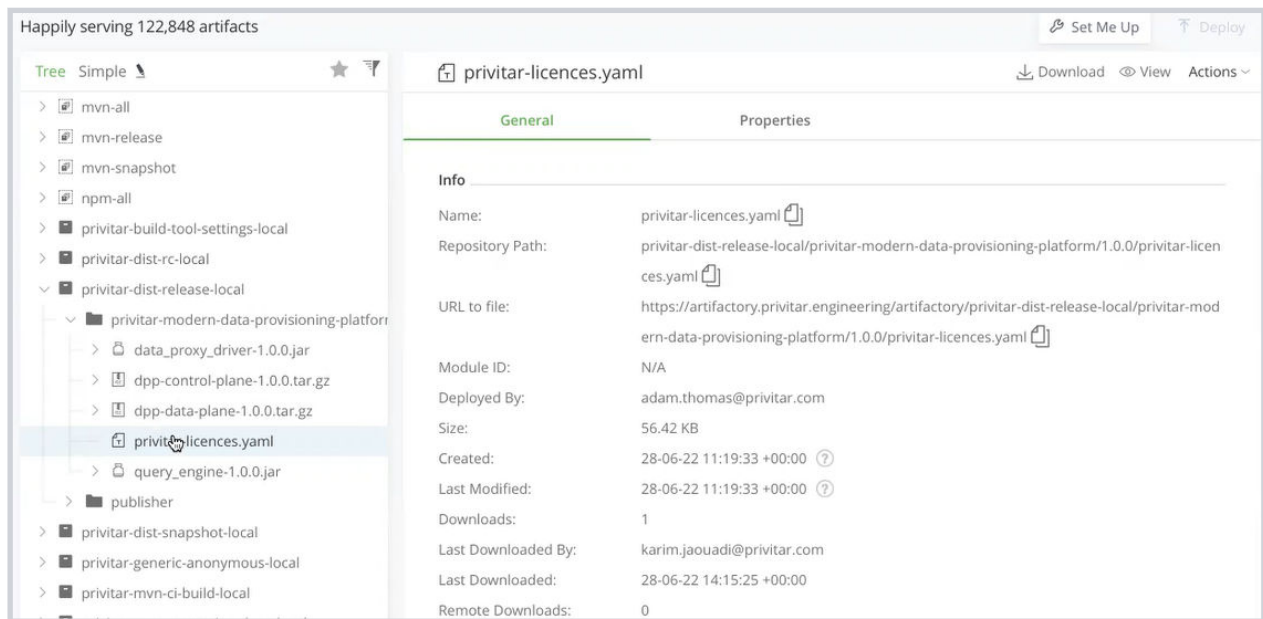 Happily serving 122,848 artifacts
Set Me Up
Deploy
Tree Simple
mvn-all
mvn-release
mvn-snapshot
npm-all
privitar-build-tool-settings-local
privitar-dist-rc-local
privitar-dist-release-local
privitar-modern-data-provisioning-platfor
data_proxy_driver-1.0.0.jar
dpp-control-plane-1.0.0.tar.gz
dpp-data-plane-1.0.0.tar.gz
privitar-licences.yaml
query_engine-1.0.0.jar
publisher
privitar-dist-snapshot-local
privitar-generic-anonymous-local
privitar-mvn-ci-build-local
privitar-licences.yaml
Download View Actions
General Properties
Info
Name: privitar-licences.yaml
Repository Path: privitar-dist-release-local/privitar-modern-data-provisioning-platform/1.0.0/privitar-licen
ces.yaml
URL to file: https://artifactory.privitar.engineering/artifactory/privitar-dist-release-local/privitar-mod
ern-data-provisioning-platform/1.0.0/privitar-licences.yaml
Module ID: N/A
Deployed By: adam.thomas@privitar.com
Size: 56.42 KB
Created: 28-06-22 11:19:33 +00:00 ?
Last Modified: 28-06-22 11:19:33 +00:00 ?
Downloads: 1
Last Downloaded By: karim.jaouadi@privitar.com
Last Downloaded: 28-06-22 14:15:25 +00:00
Remote Downloads: 0